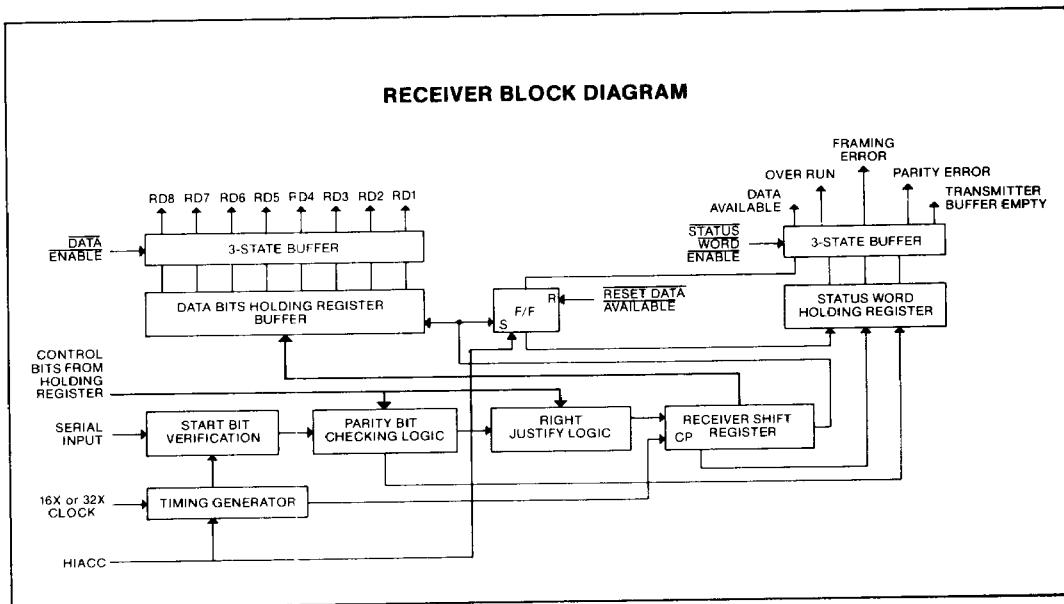 RECEIVER BLOCK DIAGRAM
RD8 RD7 RD6 RD5 RD4 RD3 RD2 RD1
DATA
ENABLE
3-STATE BUFFER
DATA BITS HOLDING REGISTER
BUFFER
F/F
R
S
RESET DATA
AVAILABLE
FRAMING
ERROR
OVER RUN
PARITY ERROR
DATA
AVAILABLE
TRANSMITTER
BUFFER EMPTY
STATUS
WORD
ENABLE
3-STATE BUFFER
STATUS WORD
HOLDING REGISTER
CONTROL
BITS FROM
HOLDING
REGISTER
SERIAL
INPUT
START BIT
VERIFICATION
PARITY BIT
CHECKING LOGIC
RIGHT
JUSTIFY LOGIC
RECEIVER SHIFT
REGISTER
CP
16X or 32X
CLOCK
TIMING GENERATOR
HIACC